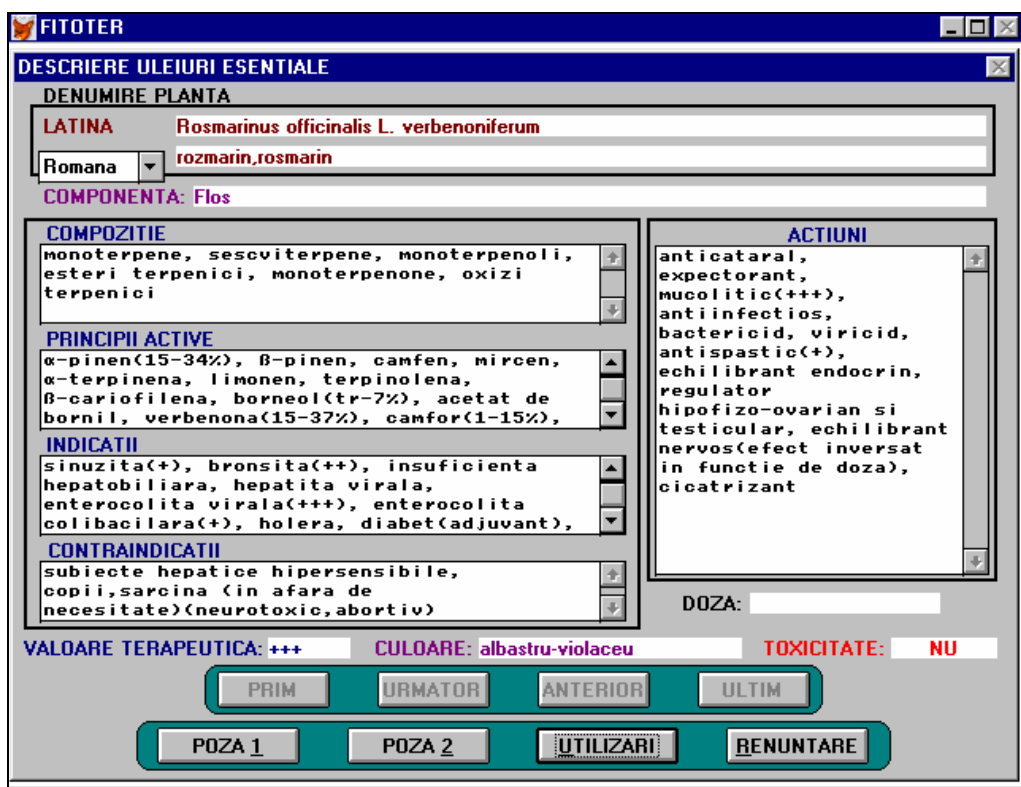 FITOTER
DESCRIERE ULEIURI ESENTIALE
DENUMIRE PLANTA
LATINA Rosmarinus officinalis L. verbenoniferum
Romana rozmarin,rosmarin
COMPONENTA: Flos
COMPOZITIE
monoterpene, sescviterpene, monoterpenoli,
esteri terpenici, monoterpenone, oxizi
terpenici
PRINCIPII ACTIVE
α-pinen(15-34%), ß-pinen, camfen, mircen,
α-terpinena, limonen, terpinolena,
ß-cariofilena, borneol(tr-7%), acetat de
bornil, verbenona(15-37%), camfor(1-15%),
INDICATII
sinuzita(+), bronsita(++), insuficienta
hepatobiliara, hepatita virala,
enterocolita virala(+++), enterocolita
colibacilara(+), holera, diabet(adjuvant),
CONTRAINDICATII
subiecte hepatice hipersensibile,
copii,sarcina (in afara de
necesitate)(neurotoxic,abortiv)
ACTIUNI
anticataral,
expectorant,
mucolitic(+++),
antiinfectios,
bactericid, viricid,
antispastic(+),
echilibrant endocrin,
regulator
hipofizo-ovarian si
testicular, echilibrant
nervos(efect inversat
in functie de doza),
cicatrizant
DOZA:
VALOARE TERAPEUTICA: +++ CULOARE: albastru-violaceu TOXICITATE: NU
PRIM URMATOR ANTERIOR ULTIM
POZA 1 POZA 2 UTILIZARI RENUNTARE